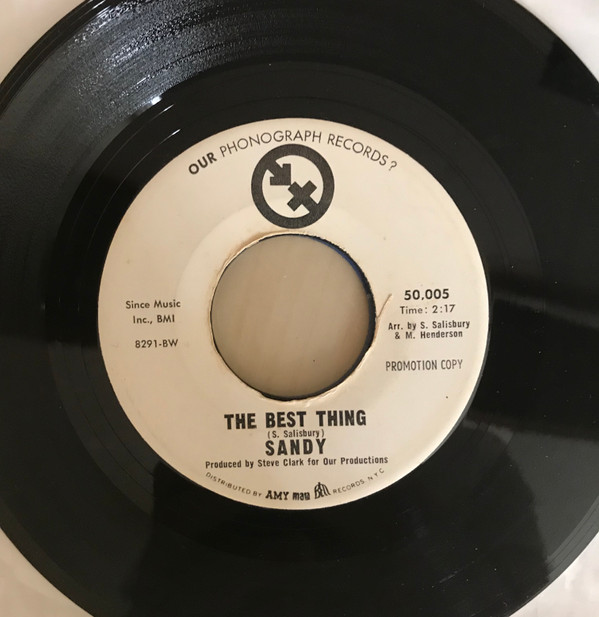 OUR PHONOGRAPH RECORDS?
Since Music
Inc., BMI
8291-BW
50,005
Time: 2:17
Arr. by S. Salisbury
& M. Henderson
PROMOTION COPY
THE BEST THING
(S. Salisbury)
SANDY
Produced by Steve Clark for Our Productions
DISTRIBUTED BY AMY mala Bell RECORDS. N.Y.C.